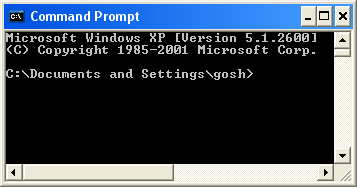 Command Prompt
Microsoft Windows XP [Version 5.1.2600]
(C) Copyright 1985-2001 Microsoft Corp.
C:\Documents and Settings\gosh>